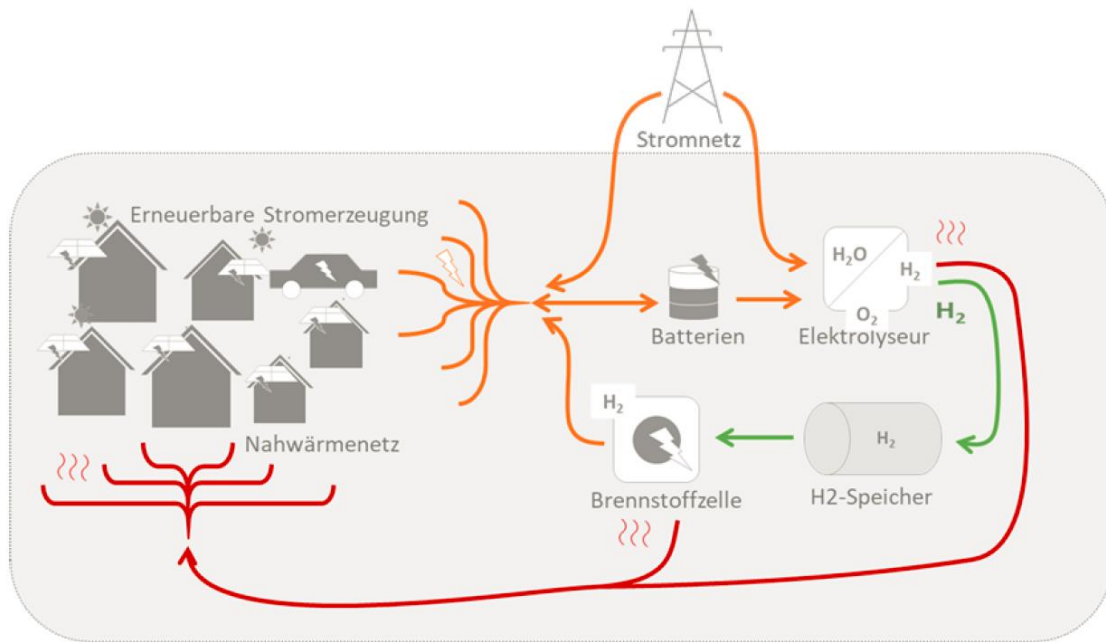 Stromnetz
Erneuerbare Stromerzeugung
H₂O
H₂
O₂
H₂
Batterien
Elektrolyseur
H₂
H₂
Nahwärmenetz
Brennstoffzelle
H2-Speicher